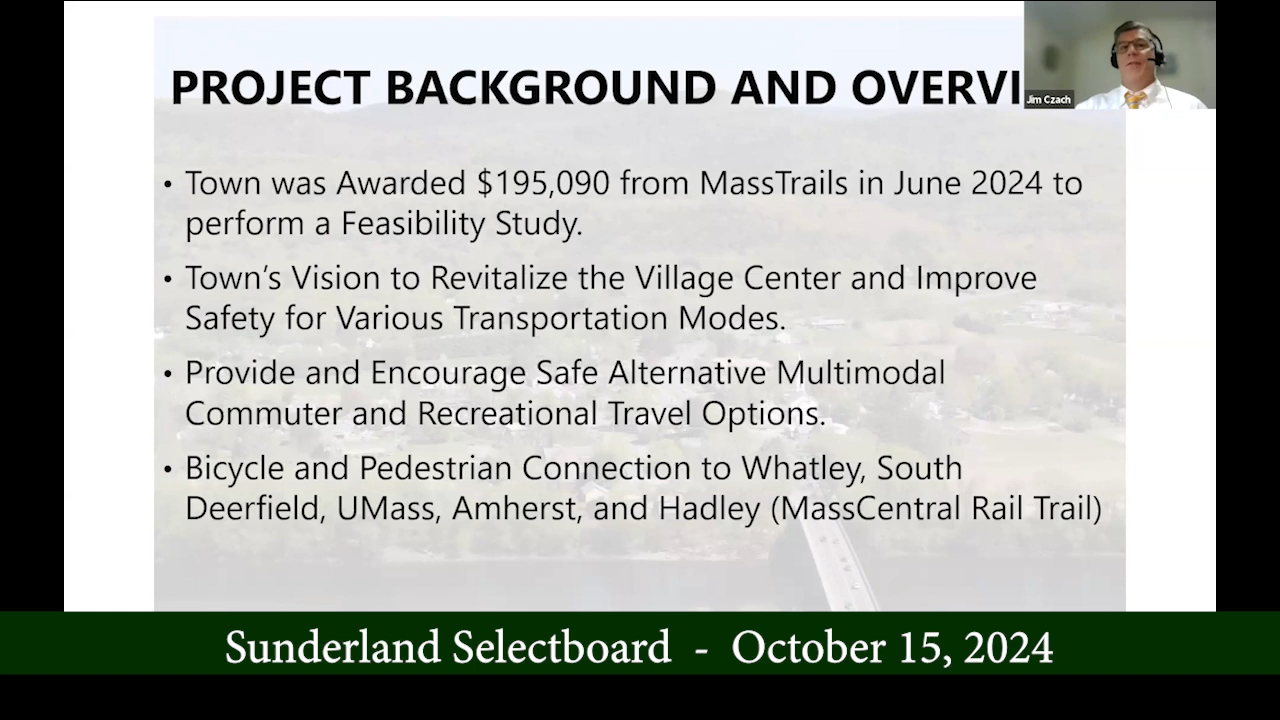 PROJECT BACKGROUND AND OVERVI
Jim Czach
• Town was Awarded $195,090 from MassTrails in June 2024 to
perform a Feasibility Study.
• Town's Vision to Revitalize the Village Center and Improve
Safety for Various Transportation Modes.
• Provide and Encourage Safe Alternative Multimodal
Commuter and Recreational Travel Options.
• Bicycle and Pedestrian Connection to Whatley, South
Deerfield, UMass, Amherst, and Hadley (MassCentral Rail Trail)
Sunderland Selectboard - October 15, 2024